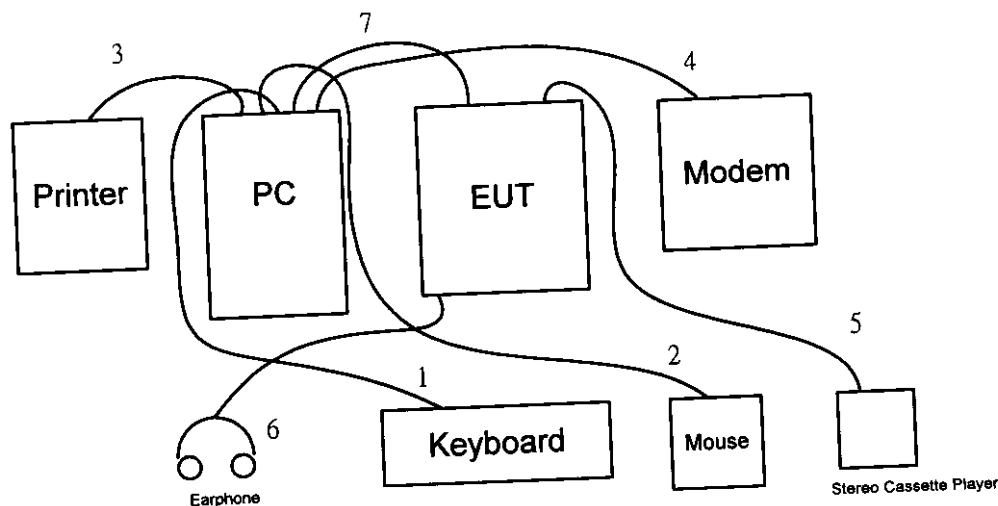 7
3
4
Printer
PC
EUT
Modem
5
1
2
6
Keyboard
Mouse
Earphone
Stereo Cassette Player